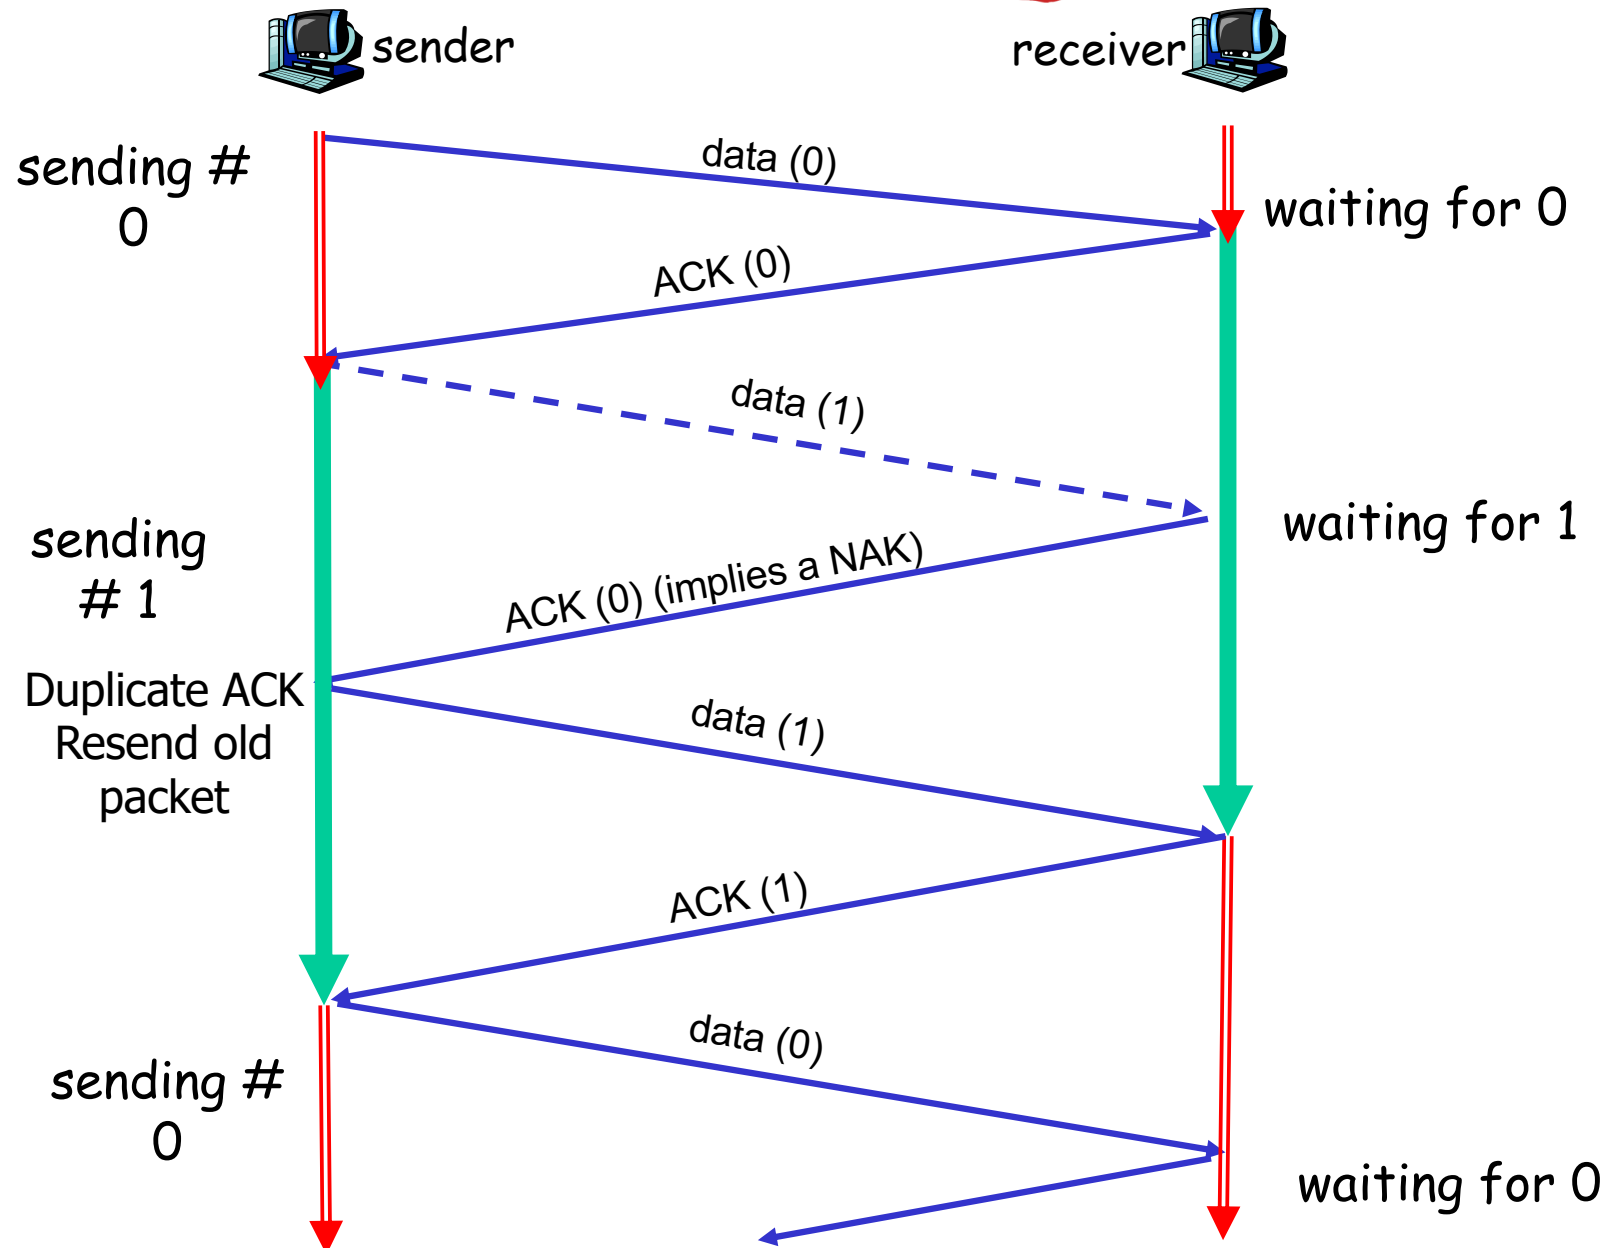 sender
receiver
sending #
0
data (0)
waiting for 0
ACK (0)
data (1)
sending
# 1
waiting for 1
ACK (0) (implies a NAK)
Duplicate ACK
Resend old
packet
data (1)
ACK (1)
data (0)
sending #
0
waiting for 0